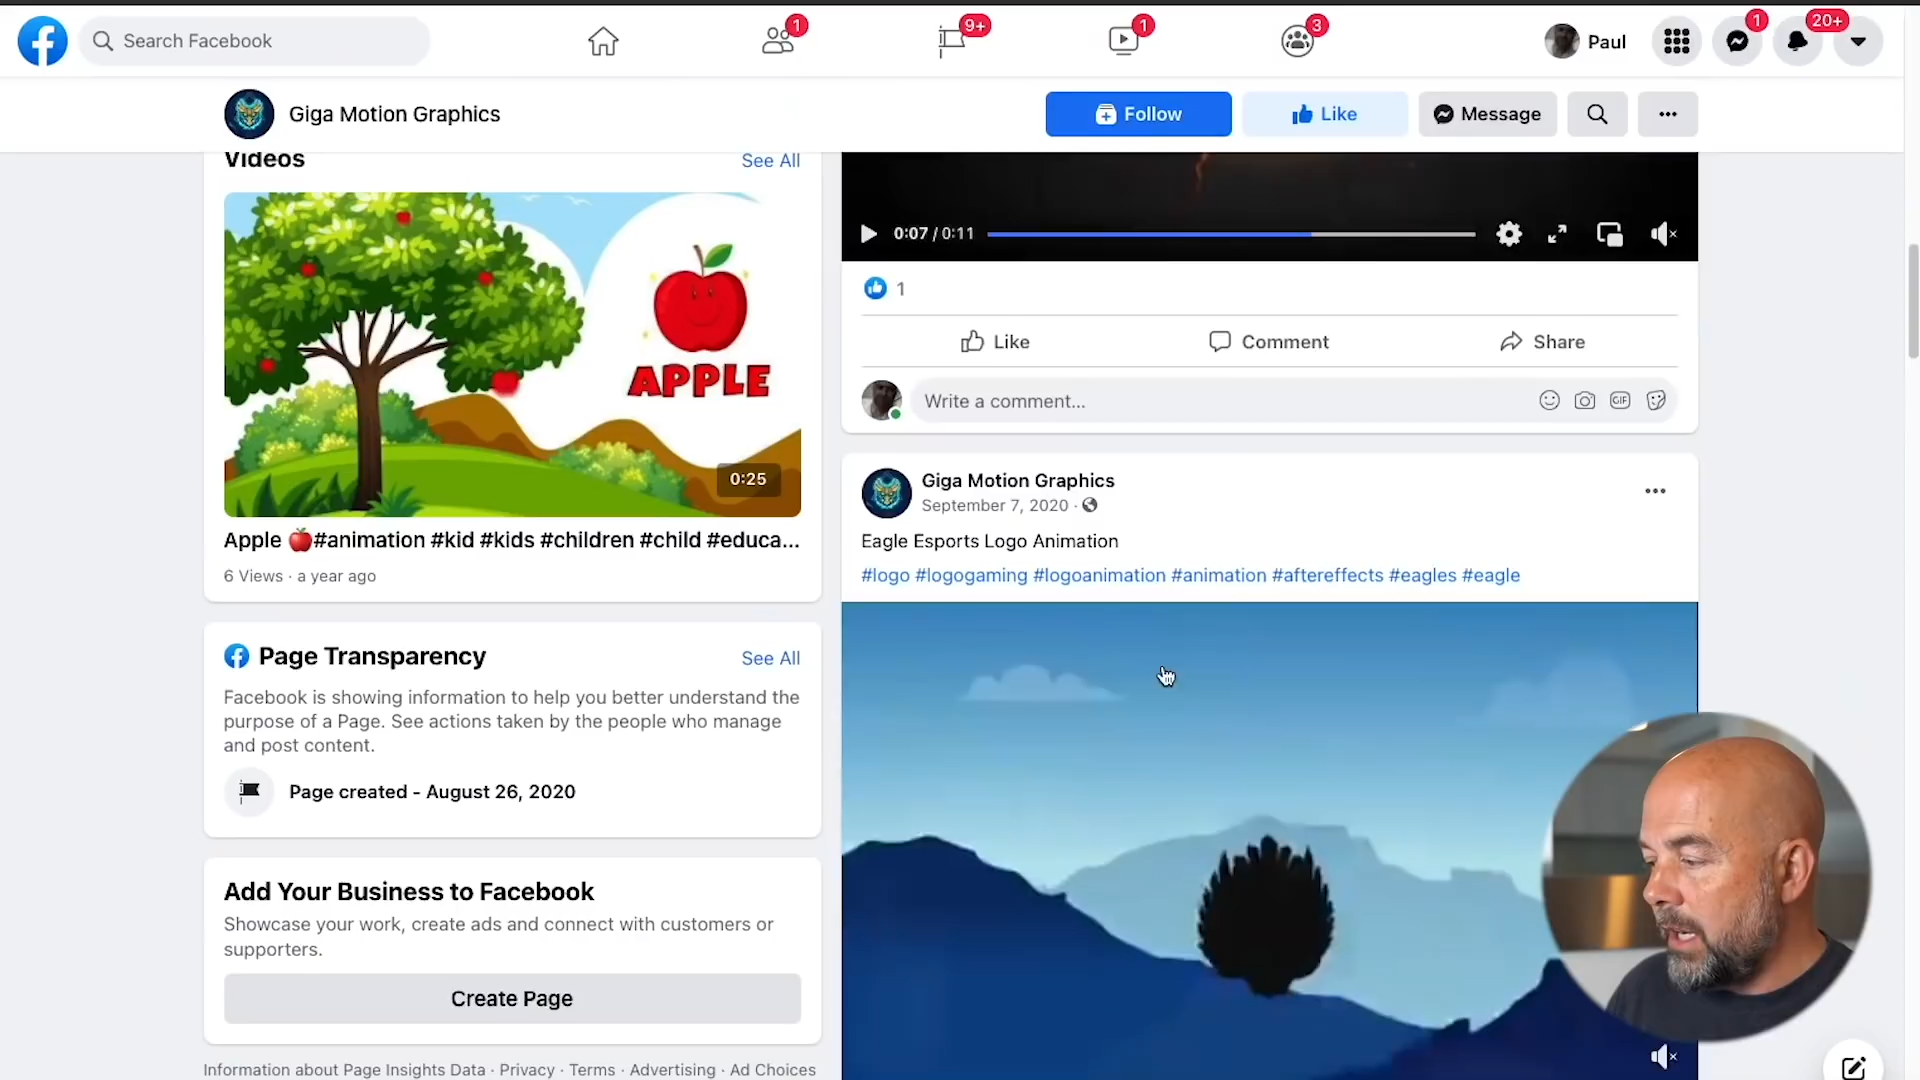 Search Facebook
1
9+
1
3
Paul
1
20+
Giga Motion Graphics
Follow
Like
Message
Videos
See All
APPLE
0:25
Apple 🍎#animation #kid #kids #children #child #educa...
6 Views · a year ago
Page Transparency
See All
Facebook is showing information to help you better understand the
purpose of a Page. See actions taken by the people who manage
and post content.
Page created - August 26, 2020
Add Your Business to Facebook
Showcase your work, create ads and connect with customers or
supporters.
Create Page
Information about Page Insights Data · Privacy · Terms · Advertising · Ad Choices
0:07 / 0:11
1
Like
Comment
Share
Write a comment...
GIF
Giga Motion Graphics
September 7, 2020 ·
Eagle Esports Logo Animation
#logo #logogaming #logoanimation #animation #aftereffects #eagles #eagle